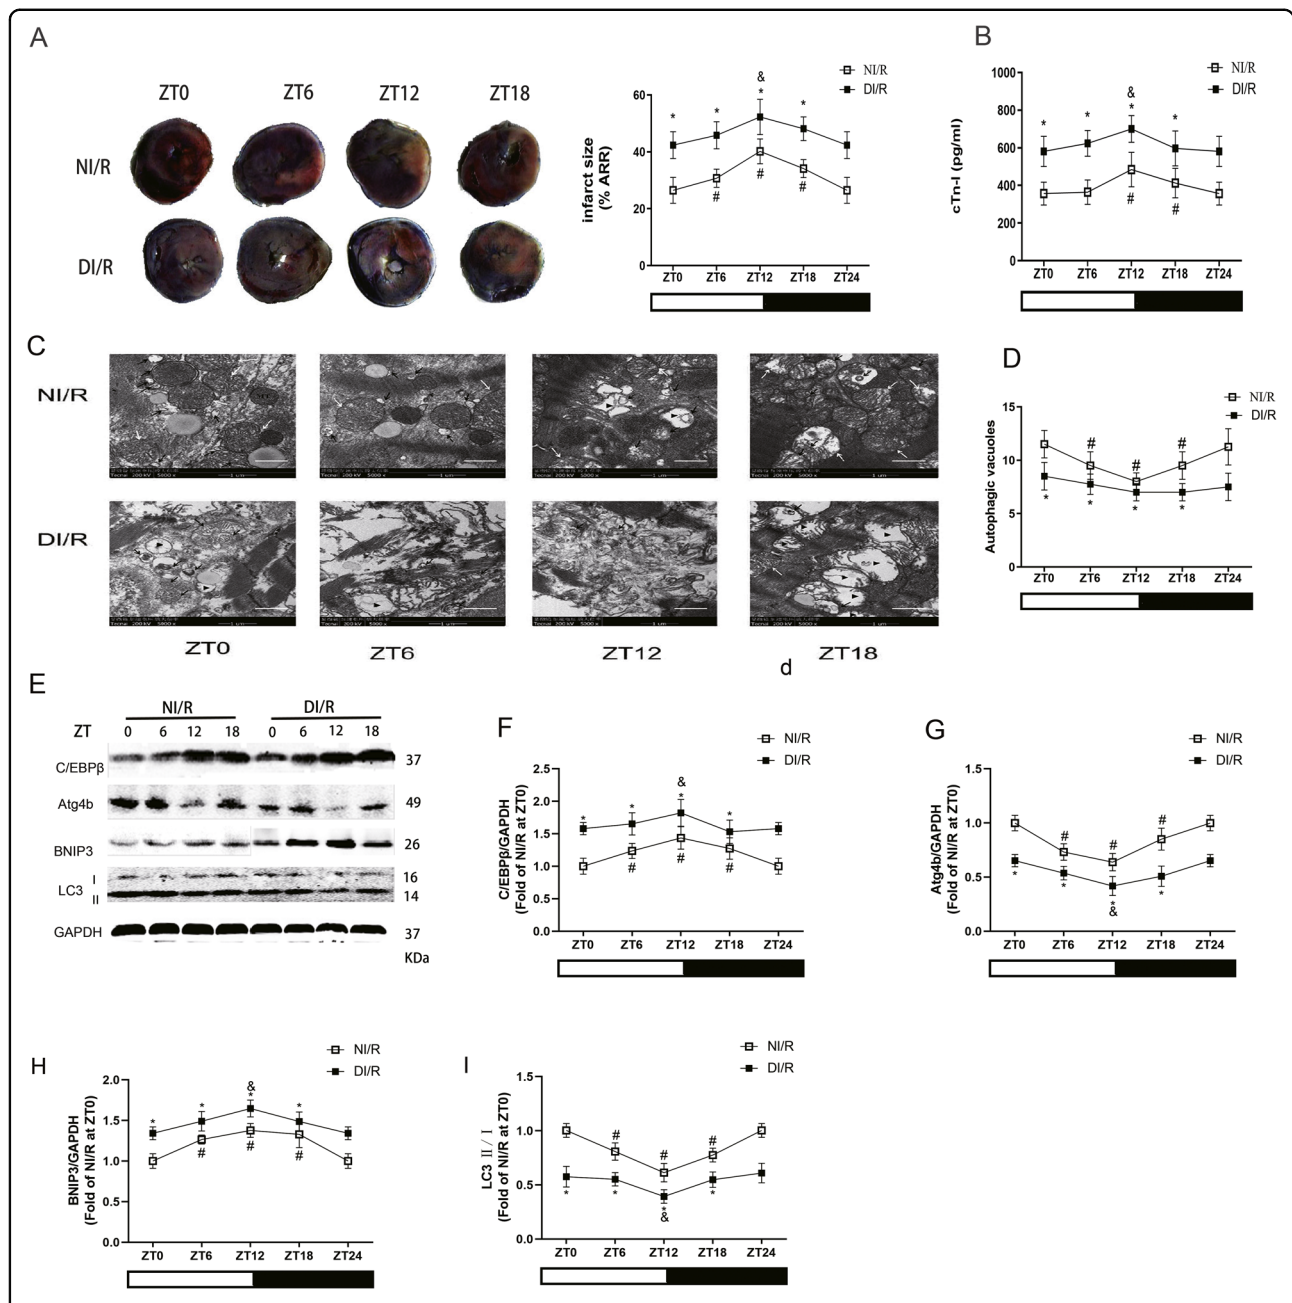 A
ZT0 ZT6 ZT12 ZT18
NI/R
DI/R
infarct size
(% ARR)
60
40
20
0
& 
* * * *
# # #
NI/R
DI/R
ZT0 ZT6 ZT12 ZT18 ZT24
B
cTn-I (pg/ml)
1000
800
600
400
200
0
&
* * * *
# #
NI/R
DI/R
ZT0 ZT6 ZT12 ZT18 ZT24
C
NI/R
DI/R
Tecnai 200 kV 5000 x 1 um
ZT0 ZT6 ZT12 ZT18
d
D
Autophagic vacuoles
15
10
5
0
# # #
* * * *
NI/R
DI/R
ZT0 ZT6 ZT12 ZT18 ZT24
E
NI/R DI/R
ZT 0 6 12 18 0 6 12 18
C/EBPβ 37
Atg4b 49
BNIP3 26
LC3 I 16
II 14
GAPDH 37
KDa
F
NI/R
DI/R
C/EBPβ/GAPDH
(Fold of NI/R at ZT0)
2.5
2.0
1.5
1.0
0.5
0.0
&
* * * *
# # #
ZT0 ZT6 ZT12 ZT18 ZT24
G
NI/R
DI/R
Atg4b/GAPDH
(Fold of NI/R at ZT0)
1.5
1.0
0.5
0.0
# # #
* * * *
&
ZT0 ZT6 ZT12 ZT18 ZT24
H
NI/R
DI/R
BNIP3/GAPDH
(Fold of NI/R at ZT0)
2.0
1.5
1.0
0.5
0.0
&
* * * *
# # #
ZT0 ZT6 ZT12 ZT18 ZT24
I
NI/R
DI/R
LC3 II / I
(Fold of NI/R at ZT0)
1.5
1.0
0.5
0.0
# # #
* * * *
&
ZT0 ZT6 ZT12 ZT18 ZT24